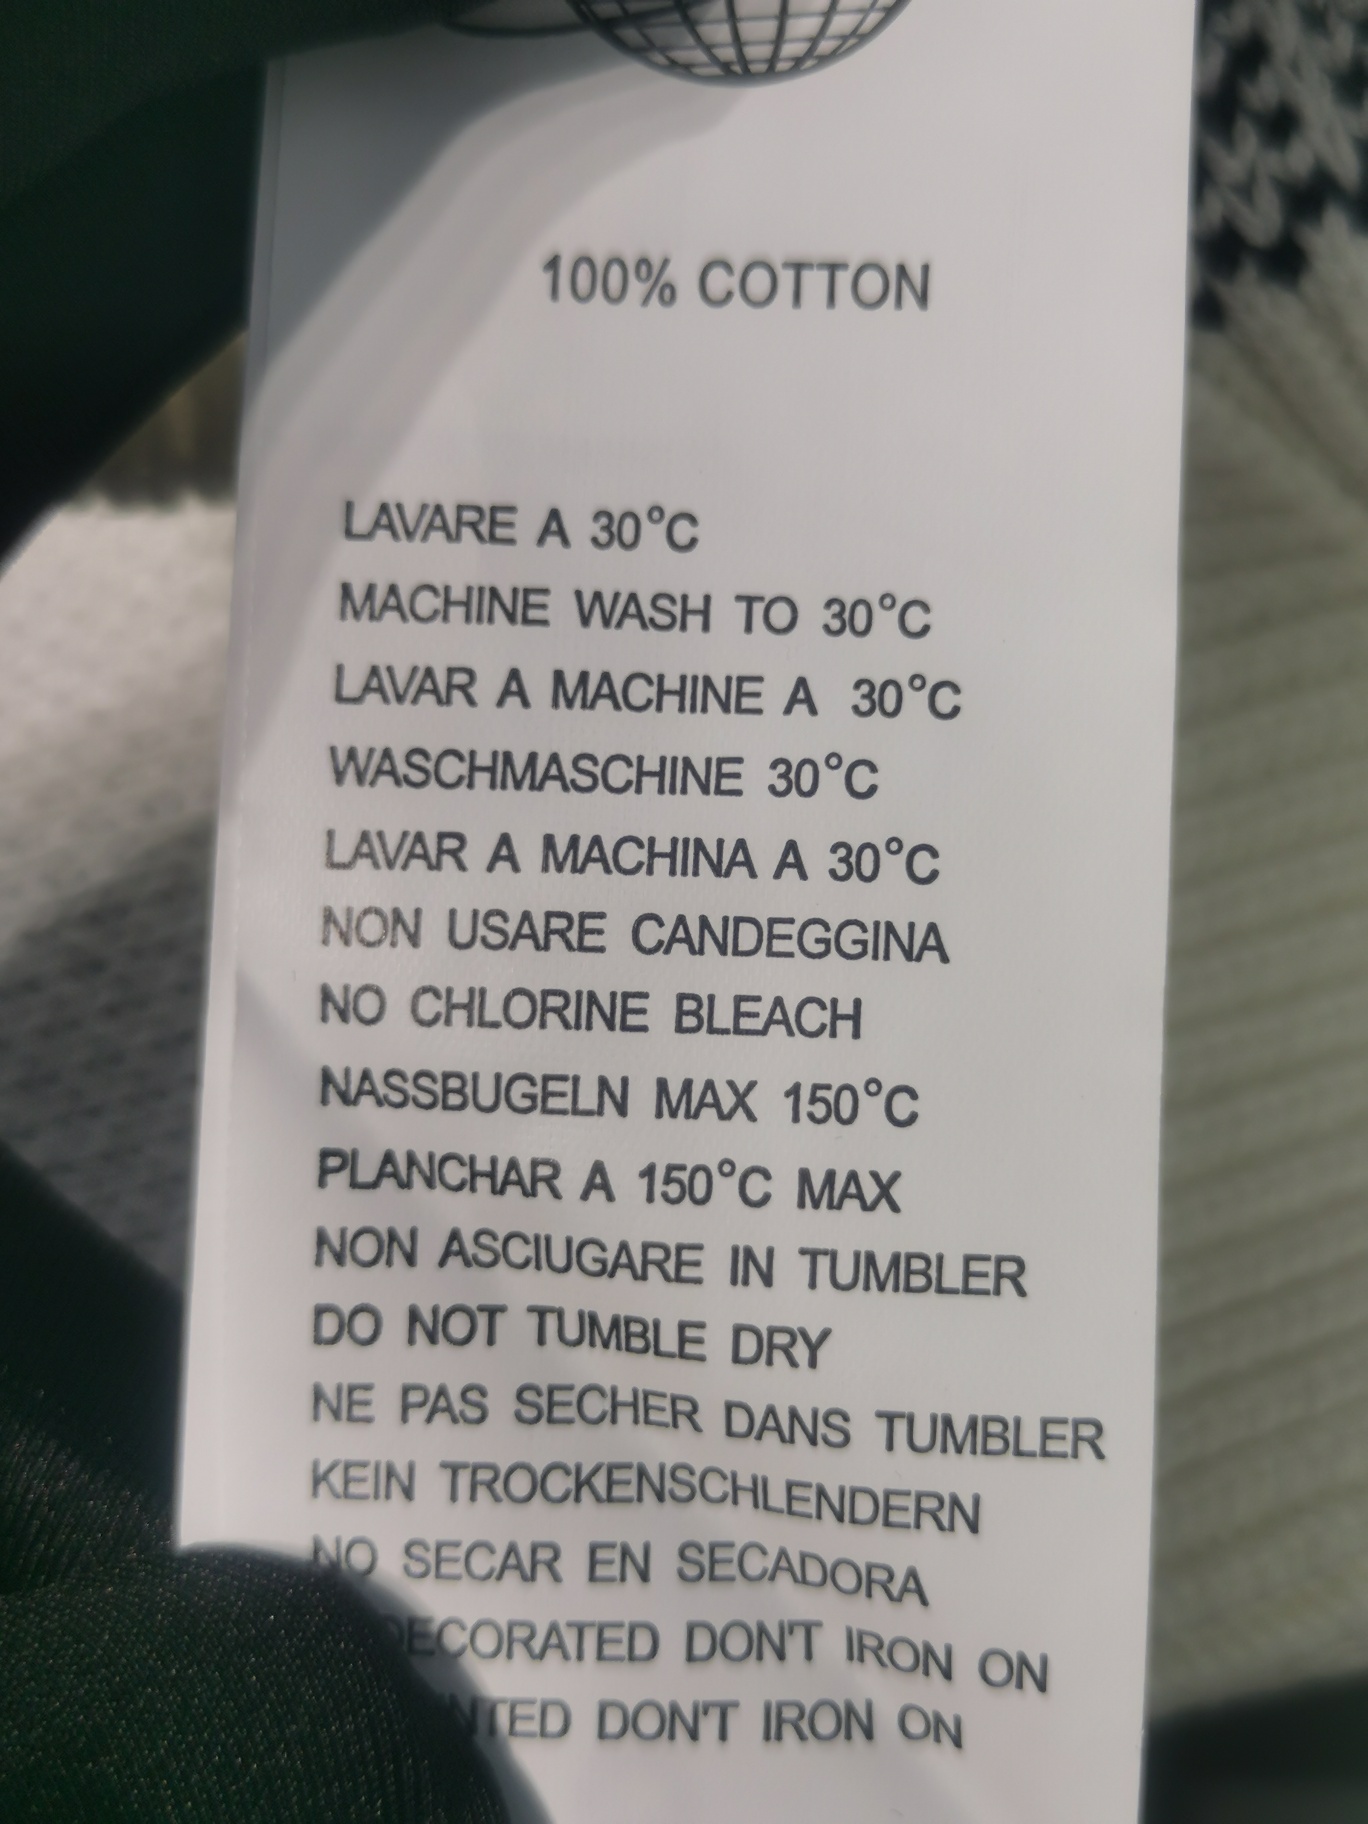 100% COTTON
LAVARE A 30°C
MACHINE WASH TO 30°C
LAVAR A MACHINE A 30°C
WASCHMASCHINE 30°C
LAVAR A MACHINA A 30°C
NON USARE CANDEGGINA
NO CHLORINE BLEACH
NASSBUGELN MAX 150°C
PLANCHAR A 150°C MAX
NON ASCIUGARE IN TUMBLER
DO NOT TUMBLE DRY
NE PAS SECHER DANS TUMBLER
KEIN TROCKENSCHLENDERN
NO SECAR EN SECADORA
DECORATED DON'T IRON ON
DON'T IRON ON